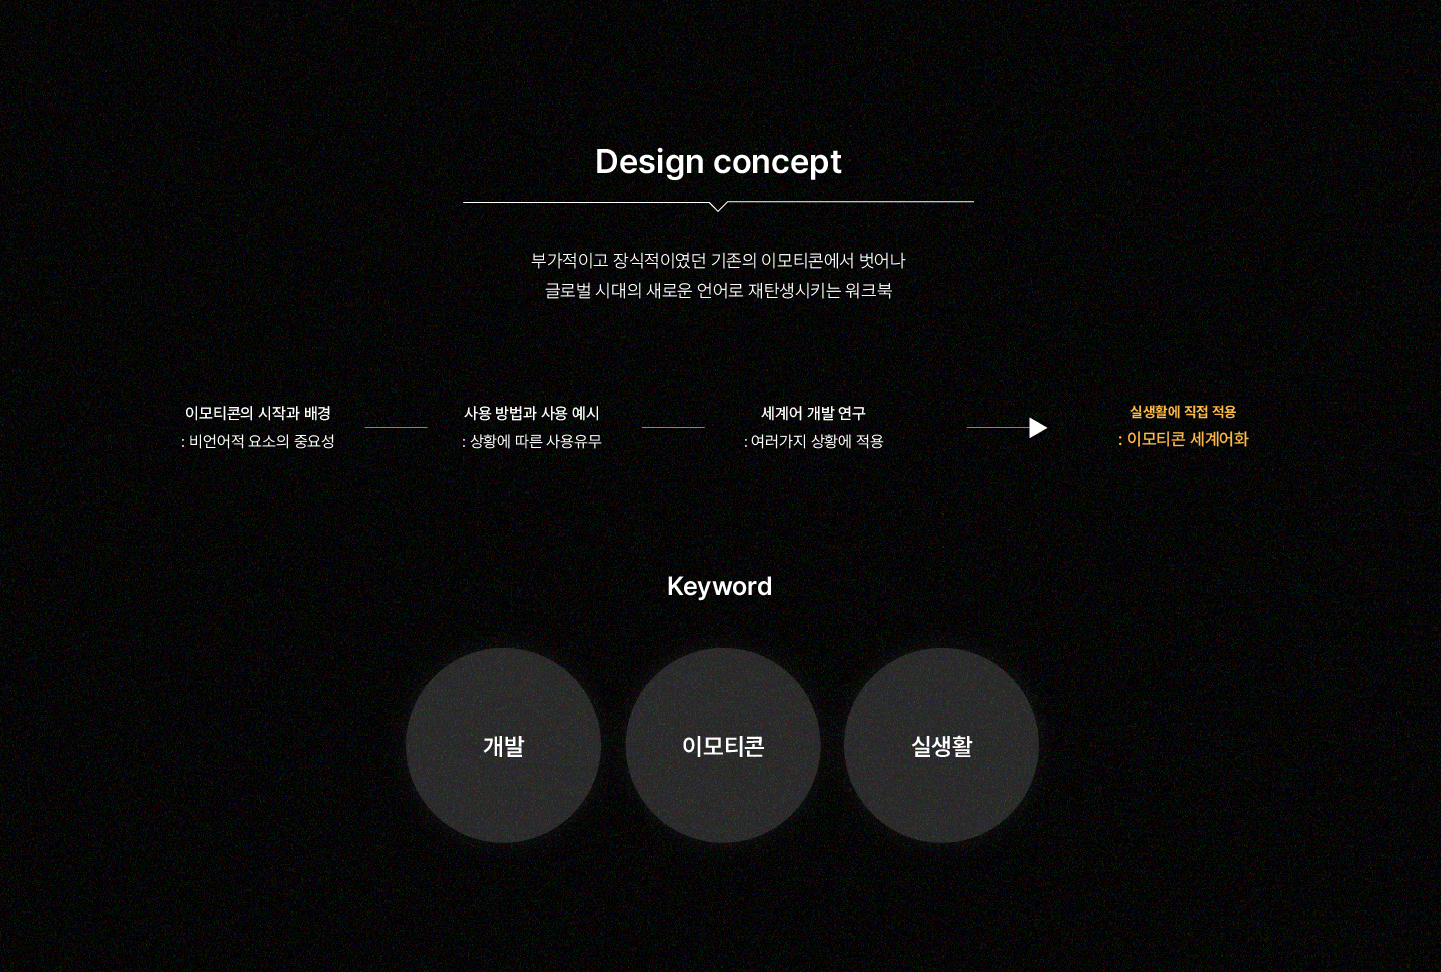 Design concept
부가적이고 장식적이였던 기존의 이모티콘에서 벗어나
글로벌 시대의 새로운 언어로 재탄생시키는 워크북
이모티콘의 시작과 배경
: 비언어적 요소의 중요성
사용 방법과 사용 예시
: 상황에 따른 사용유무
세계어 개발 연구
: 여러가지 상황에 적용
실생활에 직접 적용
: 이모티콘 세계어화
Keyword
개발
이모티콘
실생활